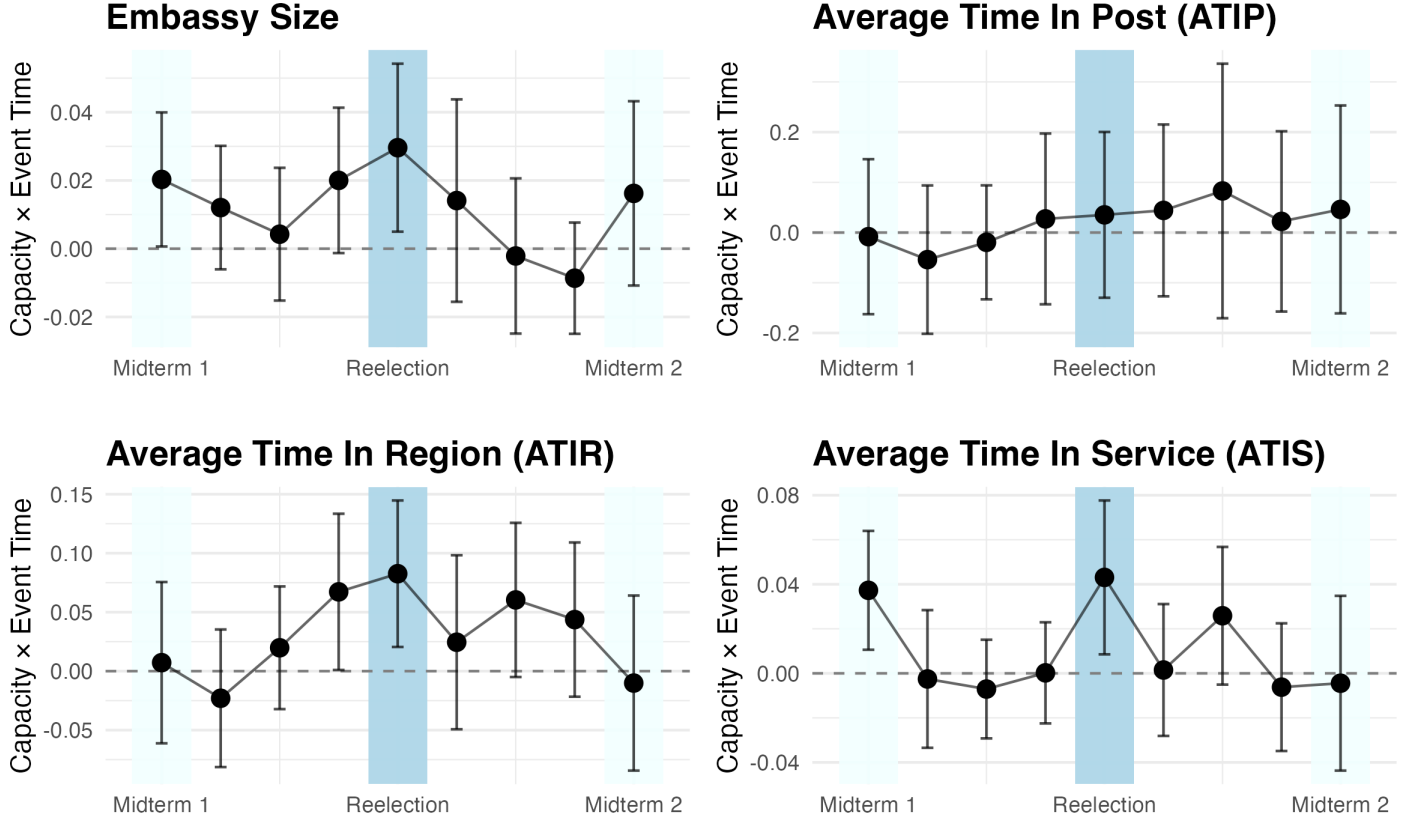 Embassy Size
Capacity × Event Time
0.04
0.02
0.00
-0.02
Midterm 1 Reelection Midterm 2
Average Time In Post (ATIP)
Capacity × Event Time
0.2
0.0
-0.2
Midterm 1 Reelection Midterm 2
Average Time In Region (ATIR)
Capacity × Event Time
0.15
0.10
0.05
0.00
-0.05
Midterm 1 Reelection Midterm 2
Average Time In Service (ATIS)
Capacity × Event Time
0.08
0.04
0.00
-0.04
Midterm 1 Reelection Midterm 2